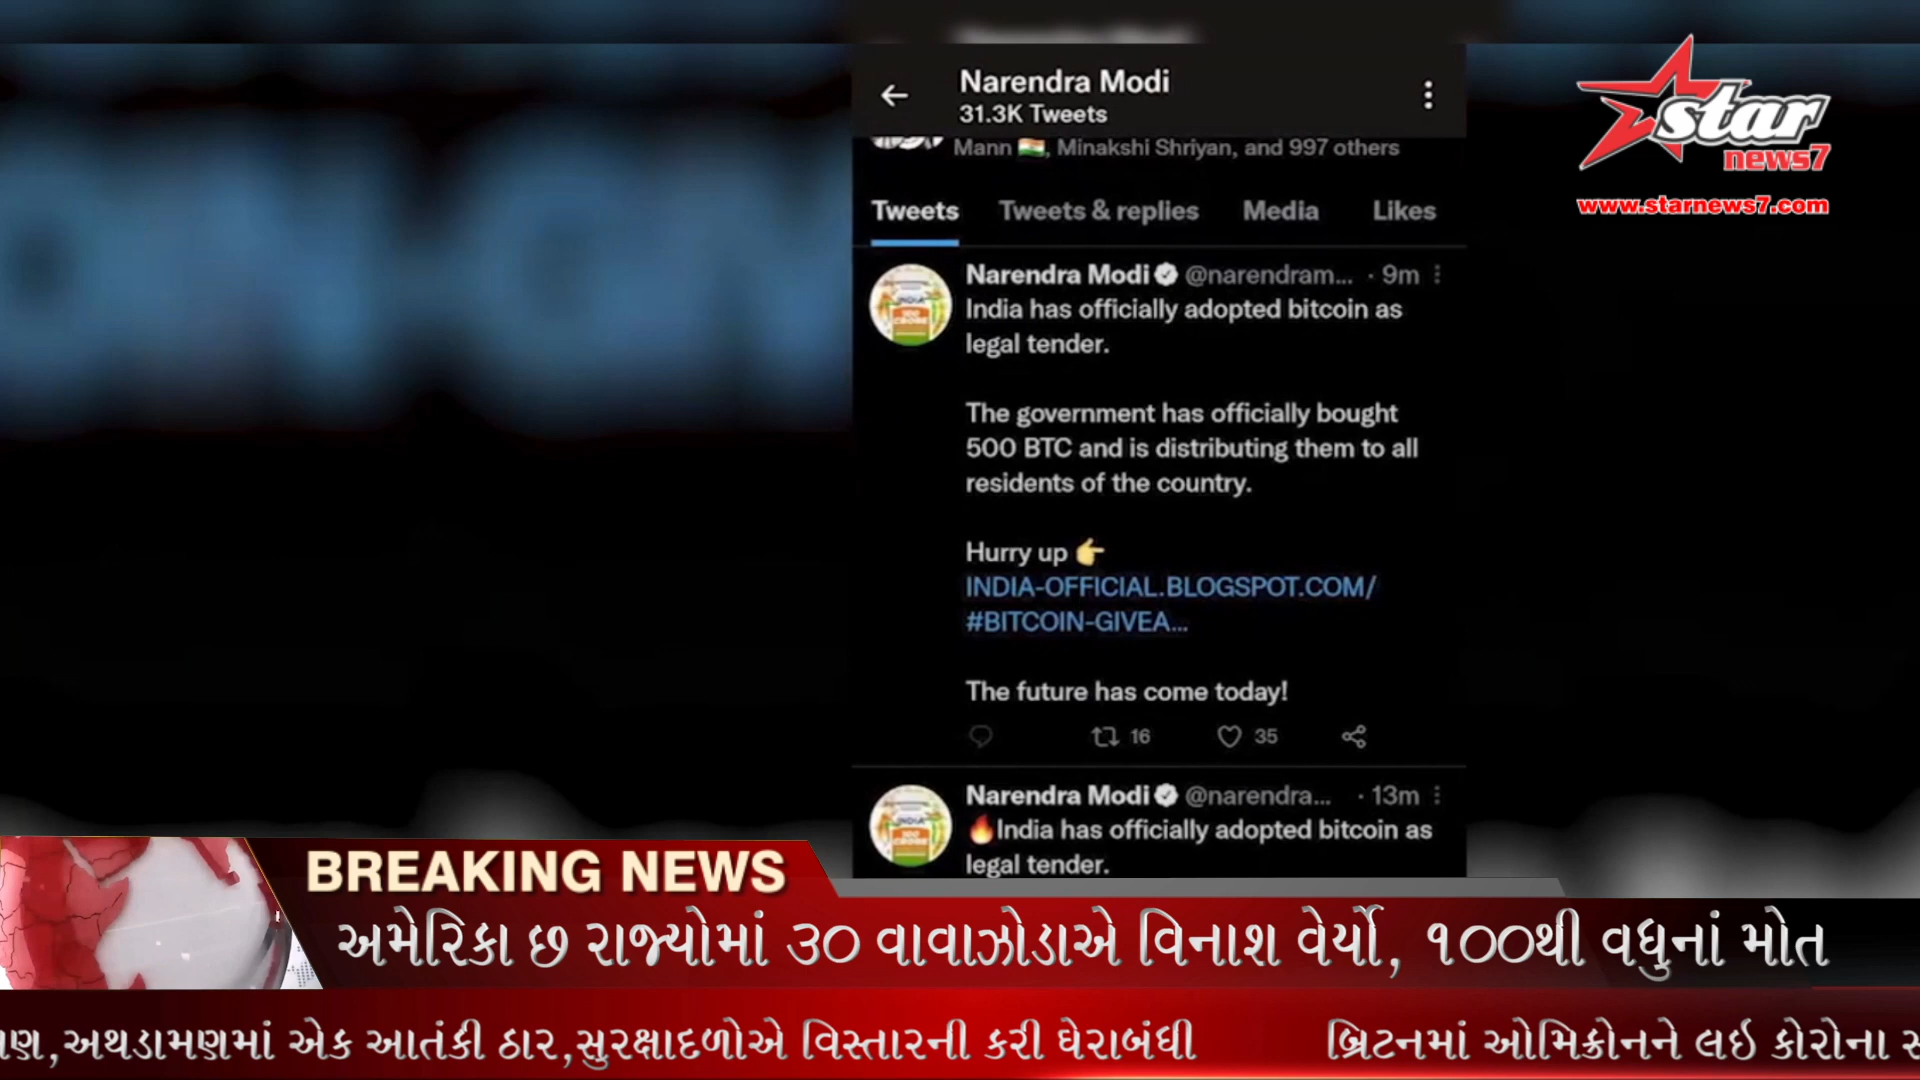 Narendra Modi
31.3K Tweets
Mann 🇮🇳, Minakshi Shriyan, and 997 others
Tweets Tweets & replies Media Likes
Narendra Modi @narendram... · 9m
India has officially adopted bitcoin as
legal tender.
The government has officially bought
500 BTC and is distributing them to all
residents of the country.
Hurry up 👉
INDIA-OFFICIAL.BLOGSPOT.COM/
#BITCOIN-GIVEA...
The future has come today!
16 35
Narendra Modi @narendra... · 13m
🔥India has officially adopted bitcoin as
legal tender.
star
news7
www.starnews7.com
BREAKING NEWS
અમેરિકા છ રાજ્યોમાં ૩૦ વાવાઝોડાએ વિનાશ વેર્યો, ૧૦૦થી વધુનાં મોત
અથડામણમાં એક આતંકી ઠાર,સુરક્ષાદળોએ વિસ્તારની કરી ઘેરાબંધી બ્રિટનમાં ઓમિક્રોનને લઇ કોરોના